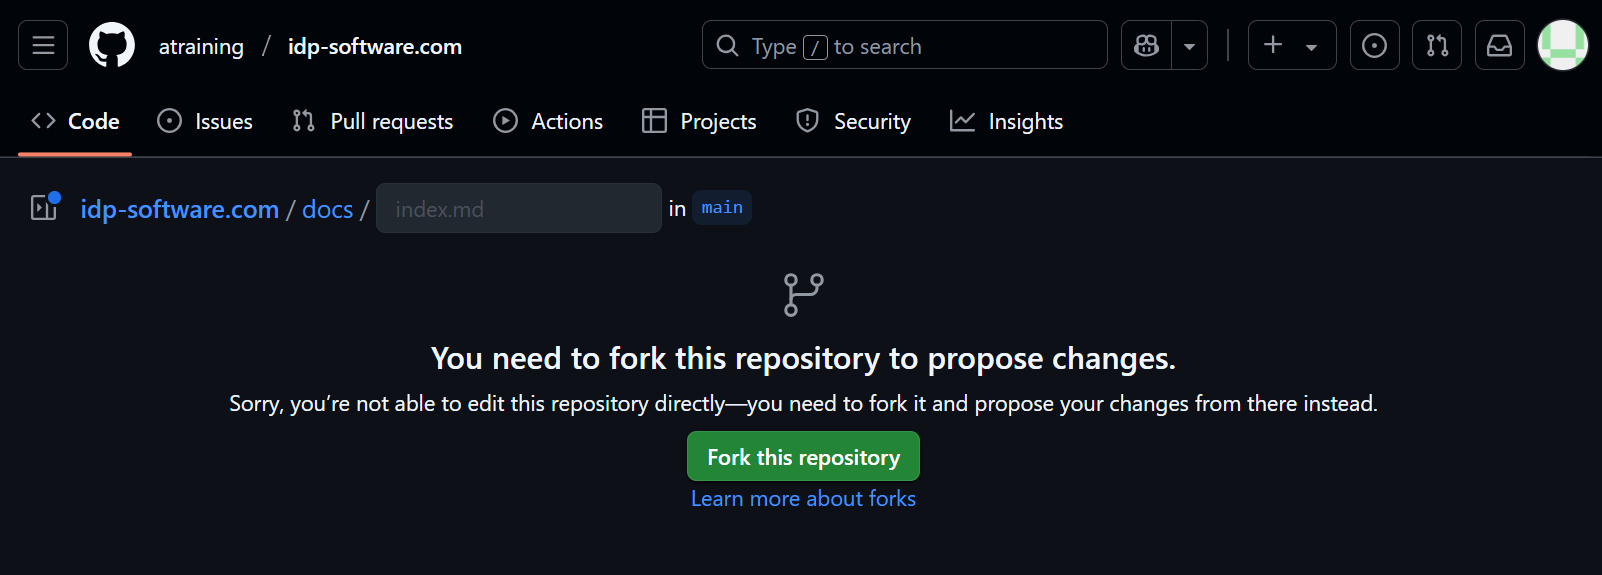 atraining / idp-software.com
Type / to search
Code Issues Pull requests Actions Projects Security Insights
idp-software.com / docs / index.md in main
You need to fork this repository to propose changes.
Sorry, you’re not able to edit this repository directly—you need to fork it and propose your changes from there instead.
Fork this repository
Learn more about forks